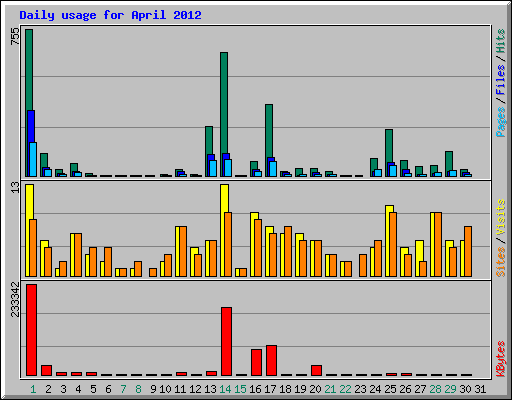 Daily usage for April 2012
755
Pages / Files / Hits
13
Sites / Visits
233342
KBytes
1 2 3 4 5 6 7 8 9 10 11 12 13 14 15 16 17 18 19 20 21 22 23 24 25 26 27 28 29 30 31